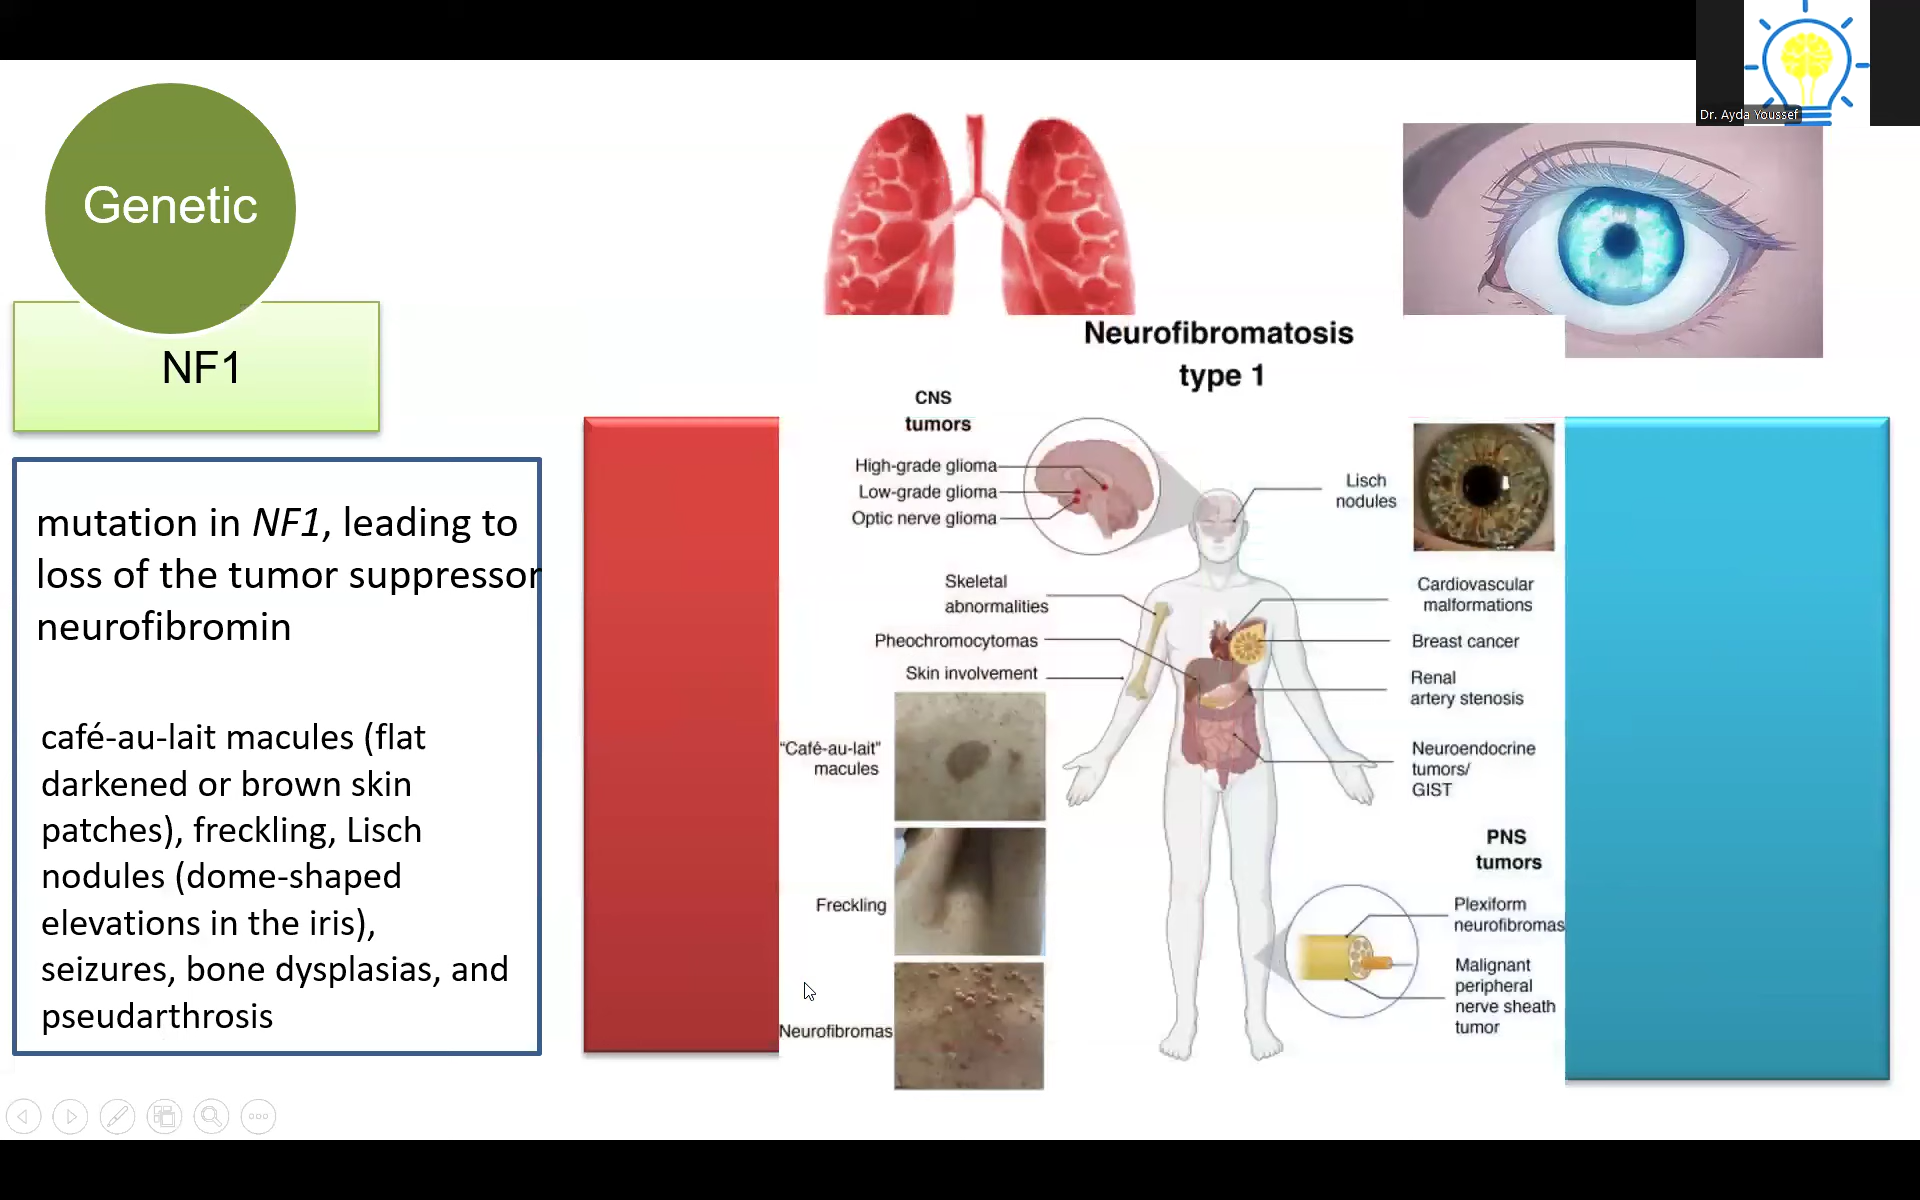 Dr. Ayda Youssef
Genetic
NF1
mutation in NF1, leading to
loss of the tumor suppressor
neurofibromin
café-au-lait macules (flat
darkened or brown skin
patches), freckling, Lisch
nodules (dome-shaped
elevations in the iris),
seizures, bone dysplasias, and
pseudarthrosis
Neurofibromatosis
type 1
CNS
tumors
High-grade glioma
Low-grade glioma
Optic nerve glioma
Skeletal
abnormalities
Pheochromocytomas
Skin involvement
"Café-au-lait"
macules
Freckling
Neurofibromas
Lisch
nodules
Cardiovascular
malformations
Breast cancer
Renal
artery stenosis
Neuroendocrine
tumors/
GIST
PNS
tumors
Plexiform
neurofibromas
Malignant
peripheral
nerve sheath
tumor